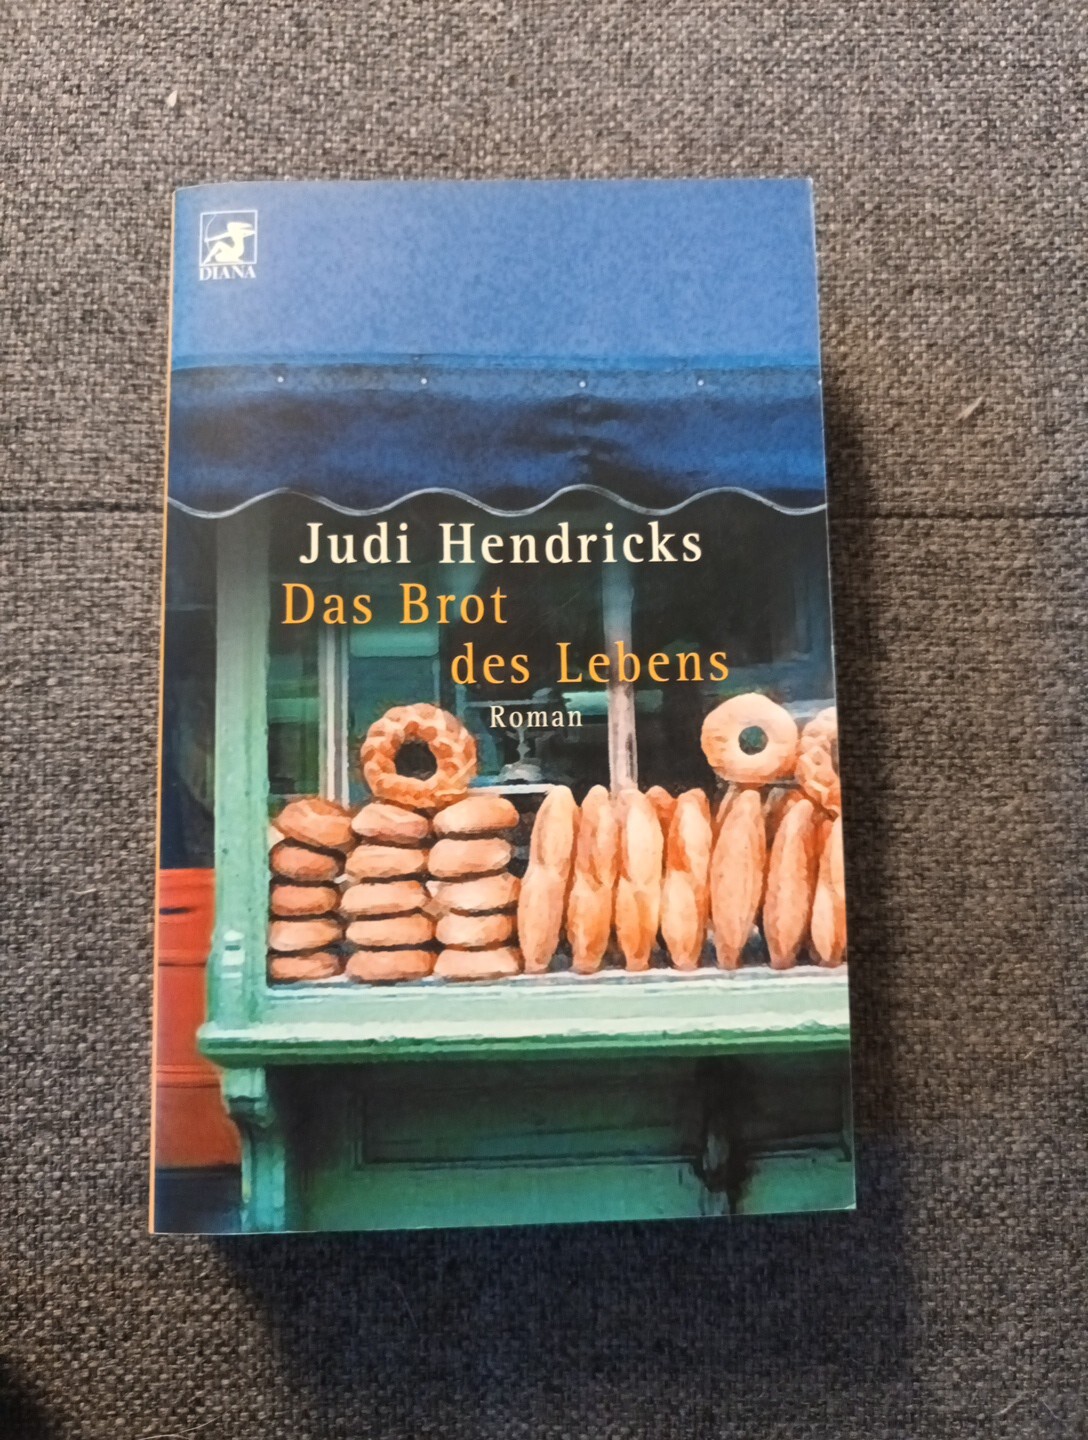 DIANA
Judi Hendricks
Das Brot
des Lebens
Roman